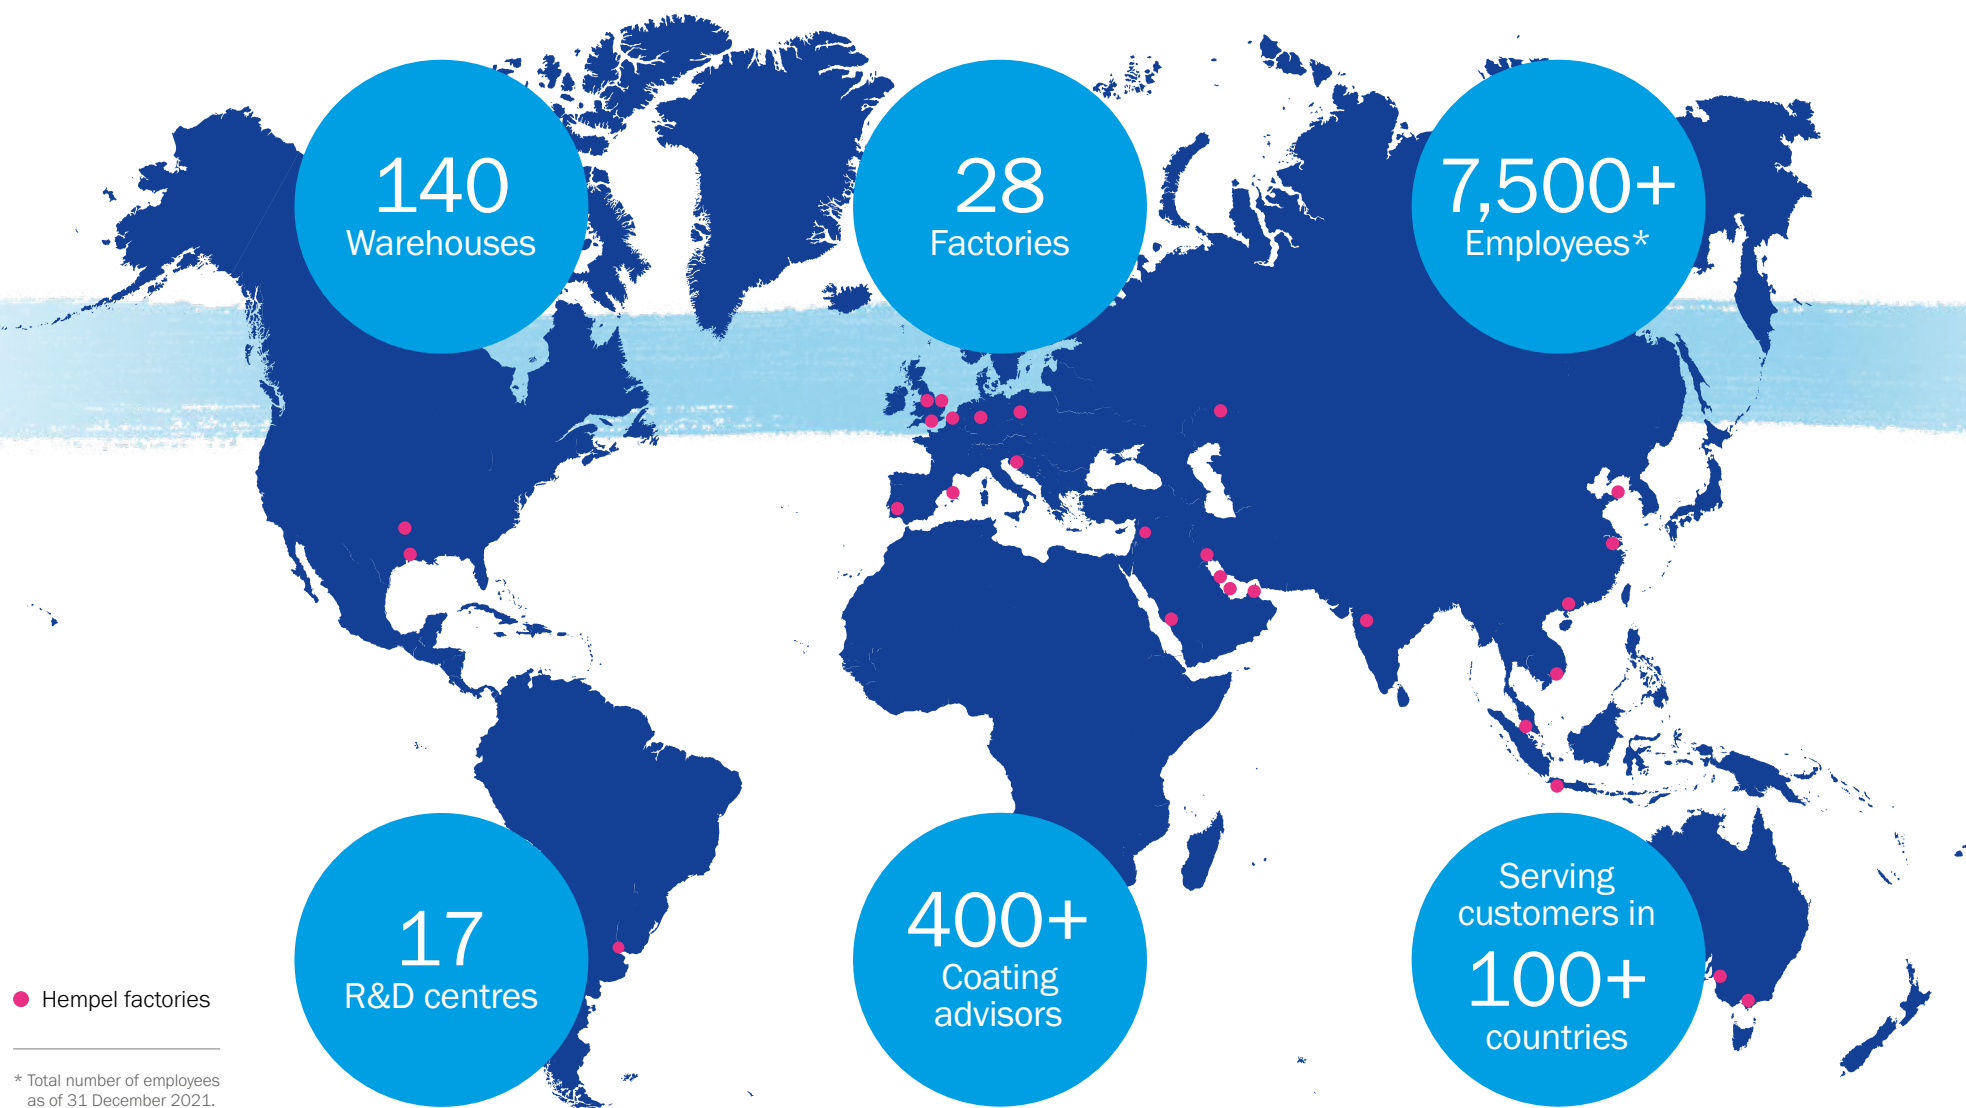 140
Warehouses
28
Factories
7,500+
Employees*
17
R&D centres
400+
Coating
advisors
Serving
customers in
100+
countries
Hempel factories
* Total number of employees
as of 31 December 2021.